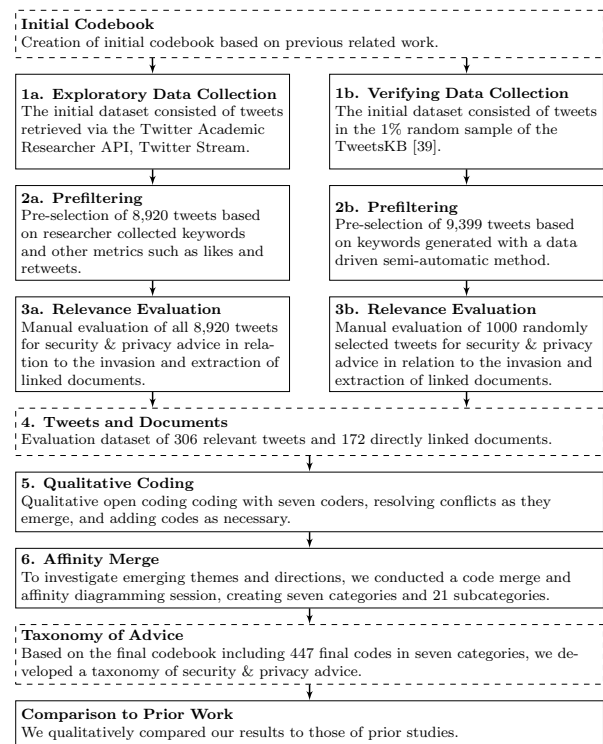 Initial Codebook
Creation of initial codebook based on previous related work.
1a. Exploratory Data Collection
The initial dataset consisted of tweets
retrieved via the Twitter Academic
Researcher API, Twitter Stream.
1b. Verifying Data Collection
The initial dataset consisted of tweets
in the 1% random sample of the
TweetsKB [39].
2a. Prefiltering
Pre-selection of 8,920 tweets based
on researcher collected keywords
and other metrics such as likes and
retweets.
2b. Prefiltering
Pre-selection of 9,399 tweets based
on keywords generated with a data
driven semi-automatic method.
3a. Relevance Evaluation
Manual evaluation of all 8,920 tweets
for security & privacy advice in rela-
tion to the invasion and extraction of
linked documents.
3b. Relevance Evaluation
Manual evaluation of 1000 randomly
selected tweets for security & privacy
advice in relation to the invasion and
extraction of linked documents.
4. Tweets and Documents
Evaluation dataset of 306 relevant tweets and 172 directly linked documents.
5. Qualitative Coding
Qualitative open coding coding with seven coders, resolving conflicts as they
emerge, and adding codes as necessary.
6. Affinity Merge
To investigate emerging themes and directions, we conducted a code merge and
affinity diagramming session, creating seven categories and 21 subcategories.
Taxonomy of Advice
Based on the final codebook including 447 final codes in seven categories, we de-
veloped a taxonomy of security & privacy advice.
Comparison to Prior Work
We qualitatively compared our results to those of prior studies.